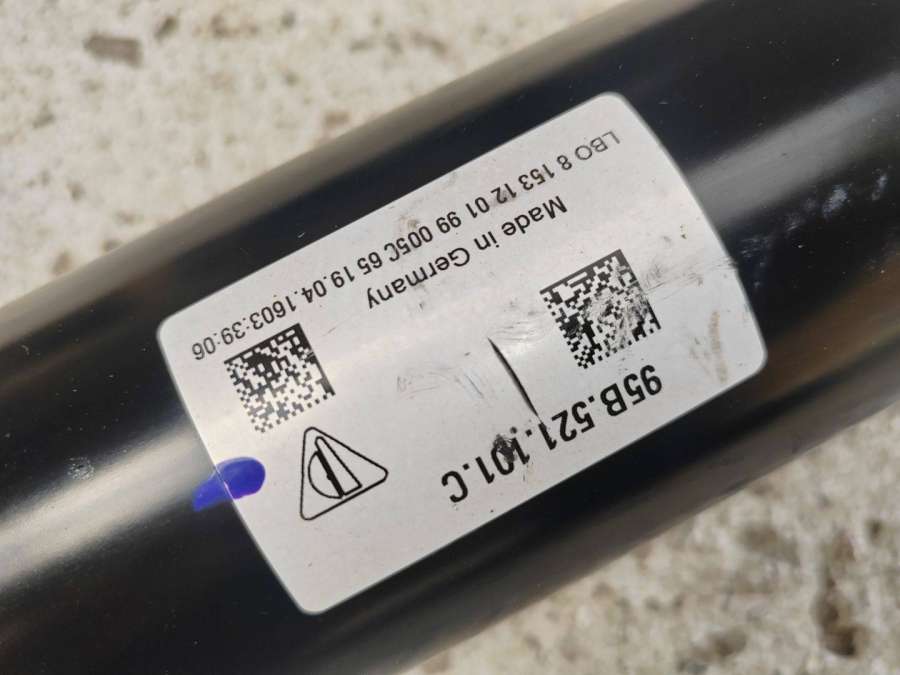 95B.521.101.C
Made in Germany
LBO 8 153 12 01 99 005C 65 19.04.1603:39:06